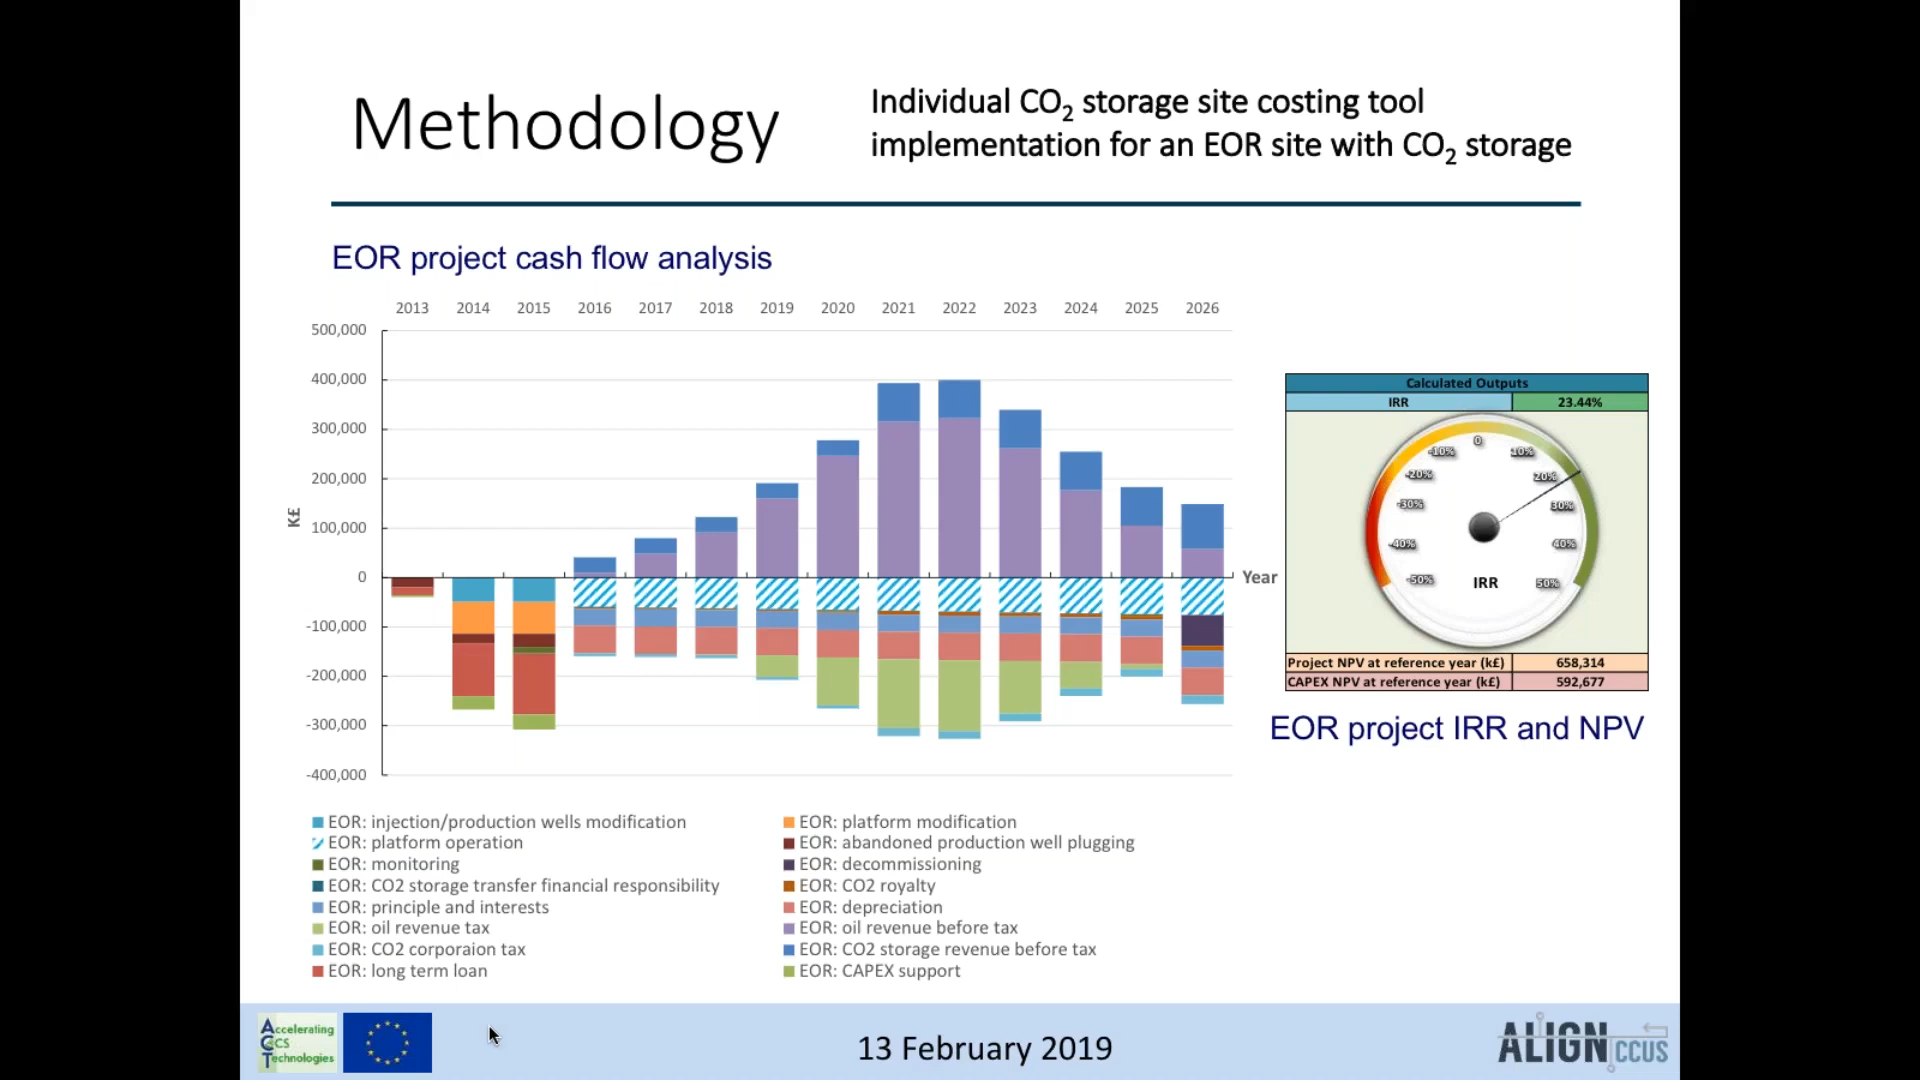 Methodology
Individual CO2 storage site costing tool
implementation for an EOR site with CO2 storage
EOR project cash flow analysis
2013 2014 2015 2016 2017 2018 2019 2020 2021 2022 2023 2024 2025 2026
500,000
400,000
300,000
200,000
100,000
0
-100,000
-200,000
-300,000
-400,000
K£
Year
Calculated Outputs
IRR 23.44%
0
-10% 10%
-20% 20%
-30% 30%
-40% 40%
-50% 50%
IRR
Project NPV at reference year (k£) 658,314
CAPEX NPV at reference year (k£) 592,677
EOR project IRR and NPV
EOR: injection/production wells modification
EOR: platform modification
EOR: platform operation
EOR: abandoned production well plugging
EOR: monitoring
EOR: decommissioning
EOR: CO2 storage transfer financial responsibility
EOR: CO2 royalty
EOR: principle and interests
EOR: depreciation
EOR: oil revenue tax
EOR: oil revenue before tax
EOR: CO2 corporaion tax
EOR: CO2 storage revenue before tax
EOR: long term loan
EOR: CAPEX support
Accelerating
CCS
Technologies
13 February 2019
ALIGN CCUS